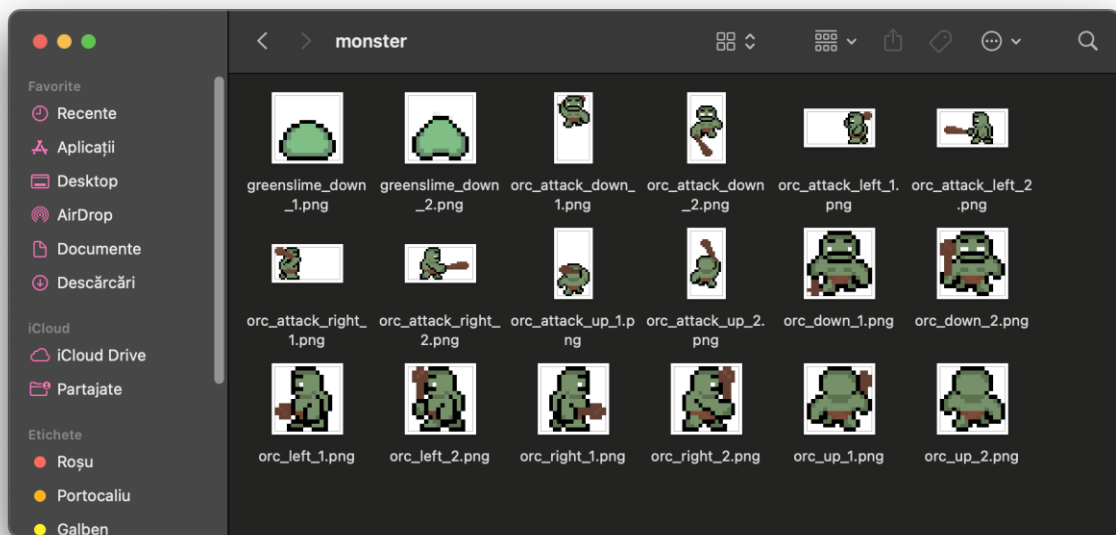 monster
Favorite
Recente
Aplicații
Desktop
AirDrop
Documente
Descărcări
iCloud
iCloud Drive
Partajate
Etichete
Roșu
Portocaliu
Galben
greenslime_down
_1.png
greenslime_down
_2.png
orc_attack_down_
1.png
orc_attack_down
_2.png
orc_attack_left_1.
png
orc_attack_left_2
.png
orc_attack_right_
1.png
orc_attack_right_
2.png
orc_attack_up_1.p
ng
orc_attack_up_2.
png
orc_down_1.png
orc_down_2.png
orc_left_1.png
orc_left_2.png
orc_right_1.png
orc_right_2.png
orc_up_1.png
orc_up_2.png